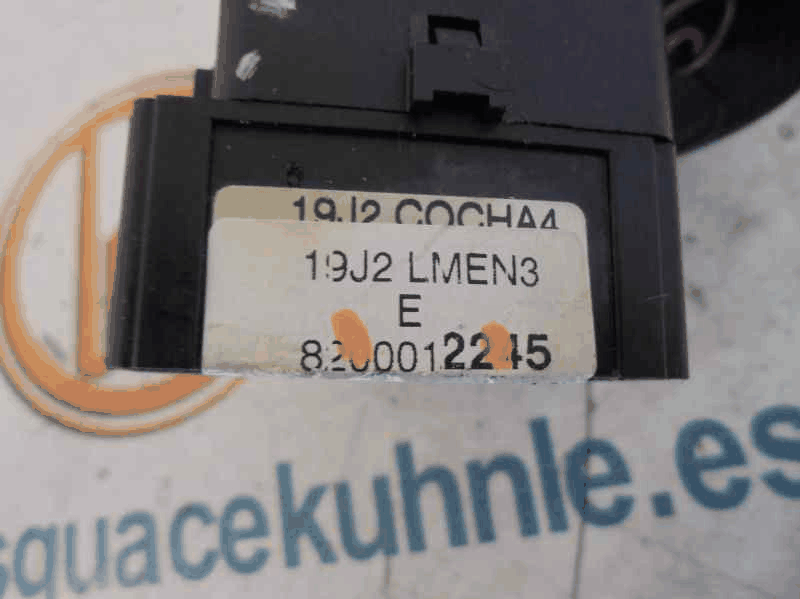 19J2 COCHA4
19J2 LMEN3
E
8200012245
squacekuhnle.es